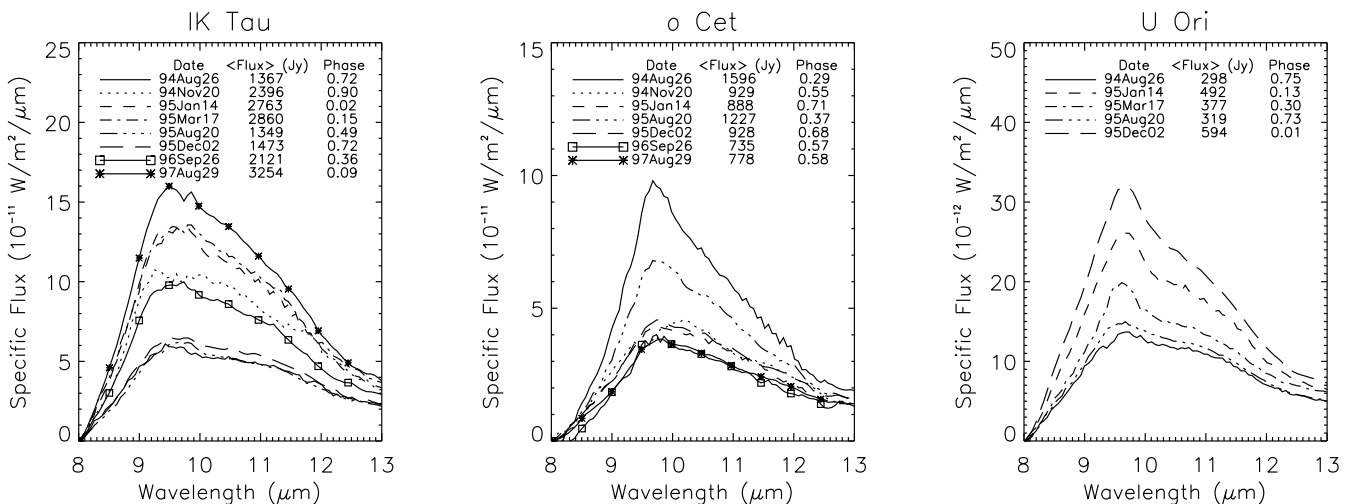 IK Tau
Date <Flux> (Jy) Phase
94Aug26 1367 0.72
94Nov20 2396 0.90
95Jan14 2763 0.02
95Mar17 2860 0.15
95Aug20 1349 0.49
95Dec02 1473 0.72
96Sep26 2121 0.36
97Aug29 3254 0.09
25
20
15
10
5
0
Specific Flux (10⁻¹¹ W/m²/μm)
8 9 10 11 12 13
Wavelength (μm)
o Cet
Date <Flux> (Jy) Phase
94Aug26 1596 0.29
94Nov20 929 0.55
95Jan14 888 0.71
95Aug20 1227 0.37
95Dec02 928 0.68
96Sep26 735 0.57
97Aug29 778 0.58
15
10
5
0
Specific Flux (10⁻¹¹ W/m²/μm)
8 9 10 11 12 13
Wavelength (μm)
U Ori
Date <Flux> (Jy) Phase
94Aug26 298 0.75
95Jan14 492 0.13
95Mar17 377 0.30
95Aug20 319 0.73
95Dec02 594 0.01
50
40
30
20
10
0
Specific Flux (10⁻¹² W/m²/μm)
8 9 10 11 12 13
Wavelength (μm)